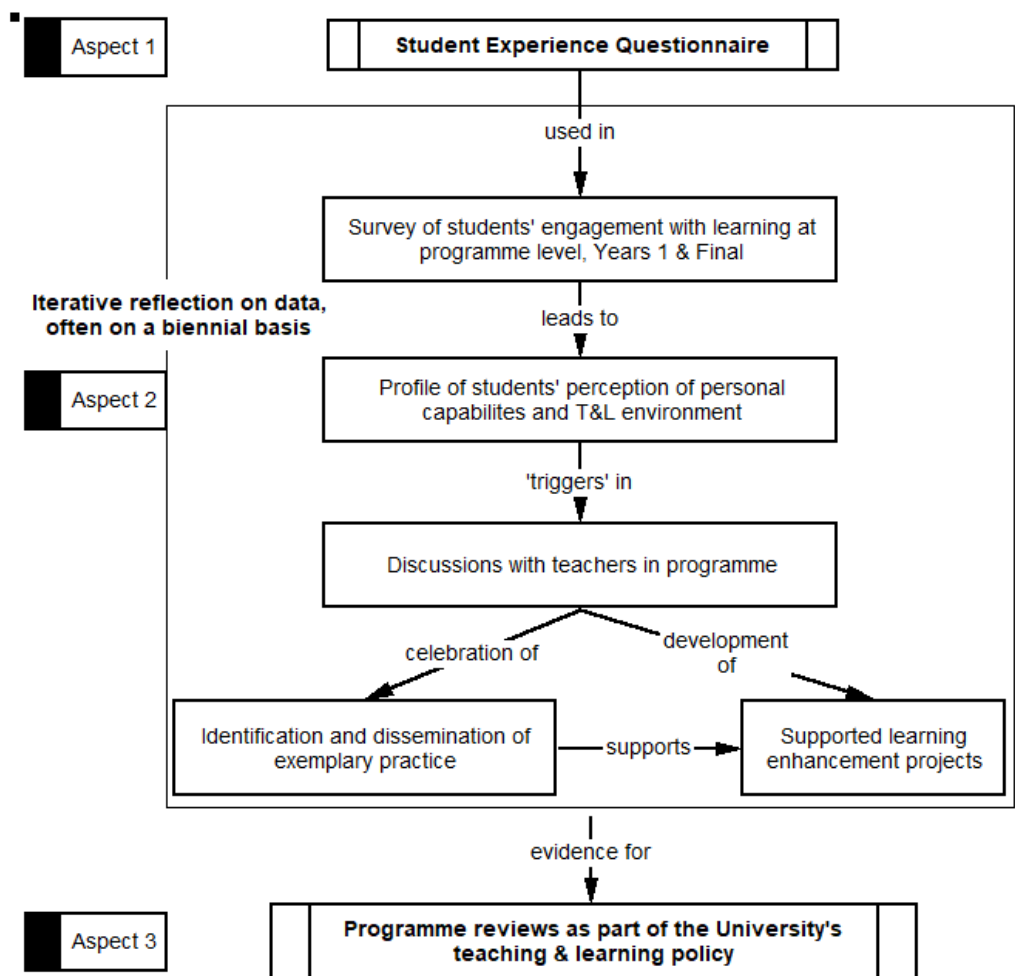 Aspect 1
Student Experience Questionnaire
used in
Survey of students' engagement with learning at
programme level, Years 1 & Final
Iterative reflection on data,
often on a biennial basis
leads to
Aspect 2
Profile of students' perception of personal
capabilites and T&L environment
'triggers' in
Discussions with teachers in programme
celebration of
development
of
Identification and dissemination of
exemplary practice
supports
Supported learning
enhancement projects
evidence for
Aspect 3
Programme reviews as part of the University's
teaching & learning policy